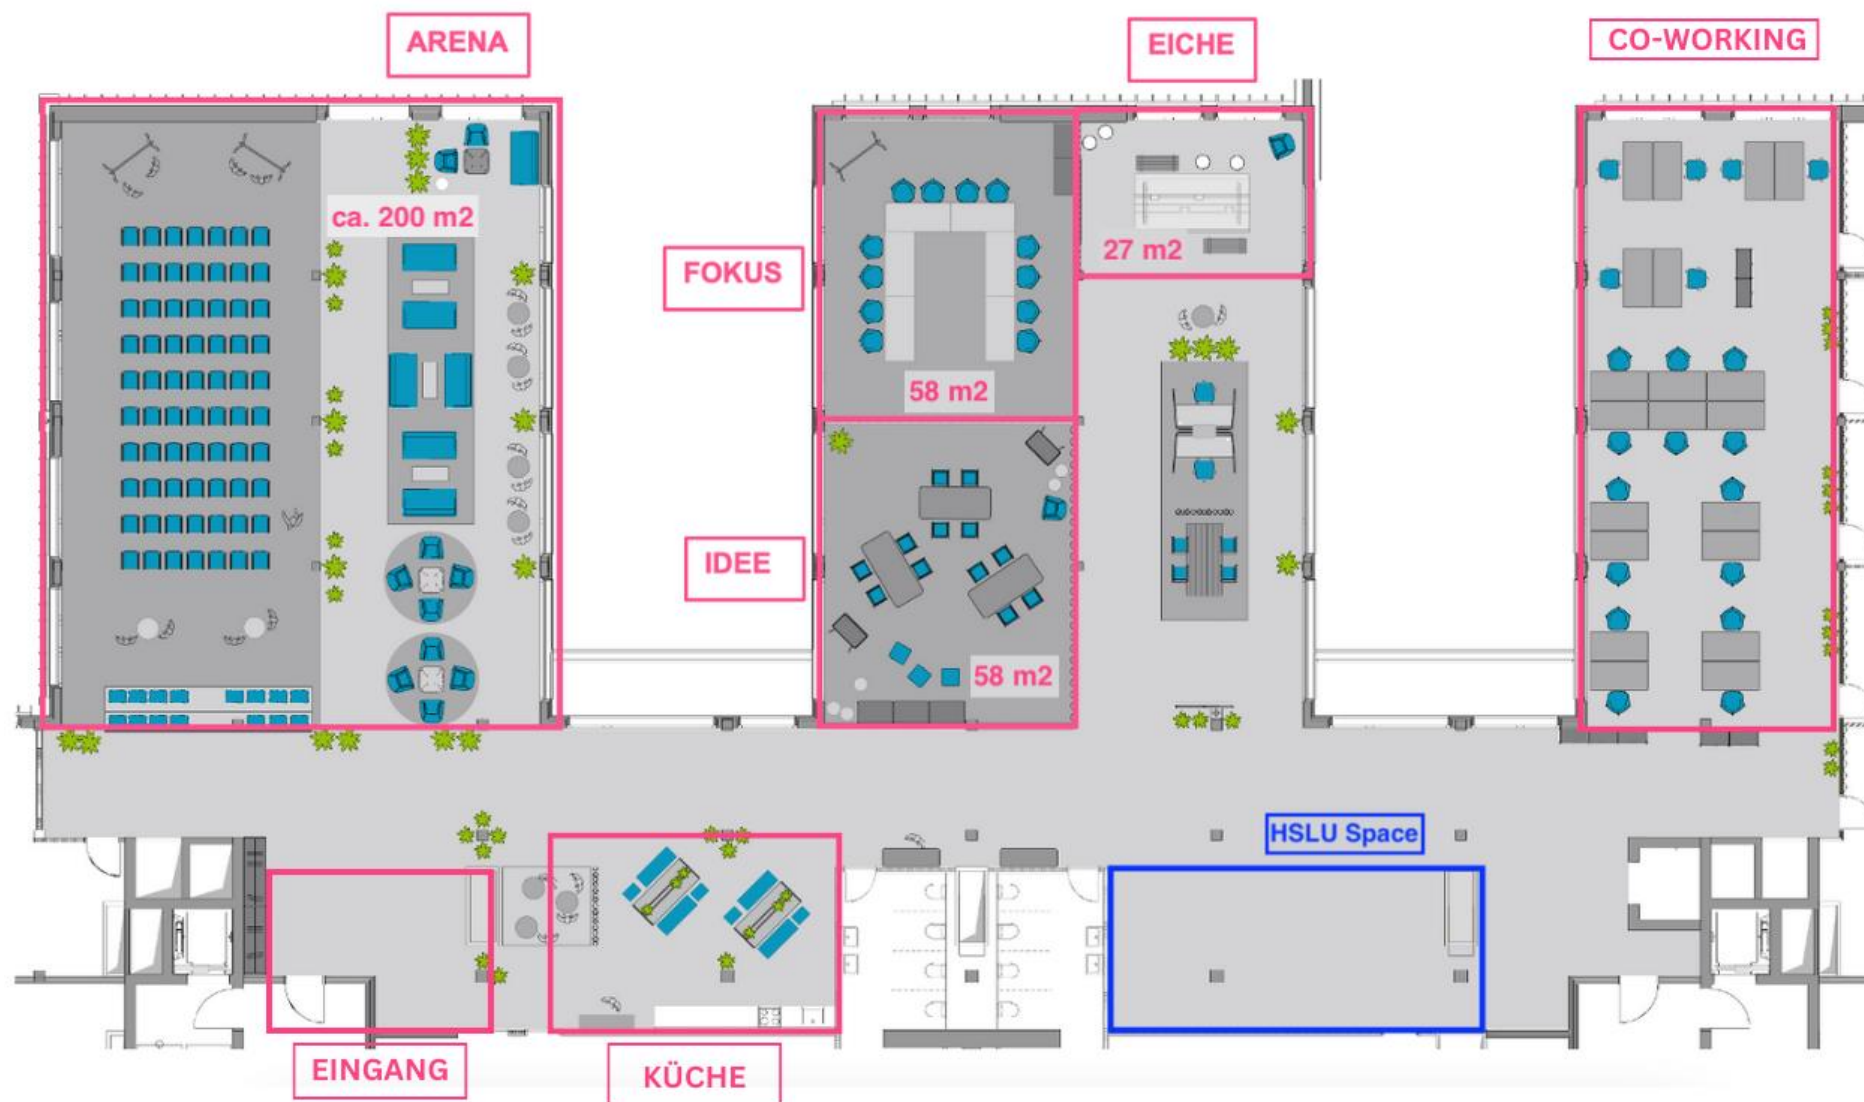 ARENA
EICHE
CO-WORKING
ca. 200 m2
27 m2
FOKUS
58 m2
IDEE
58 m2
HSLU Space
EINGANG
KÜCHE